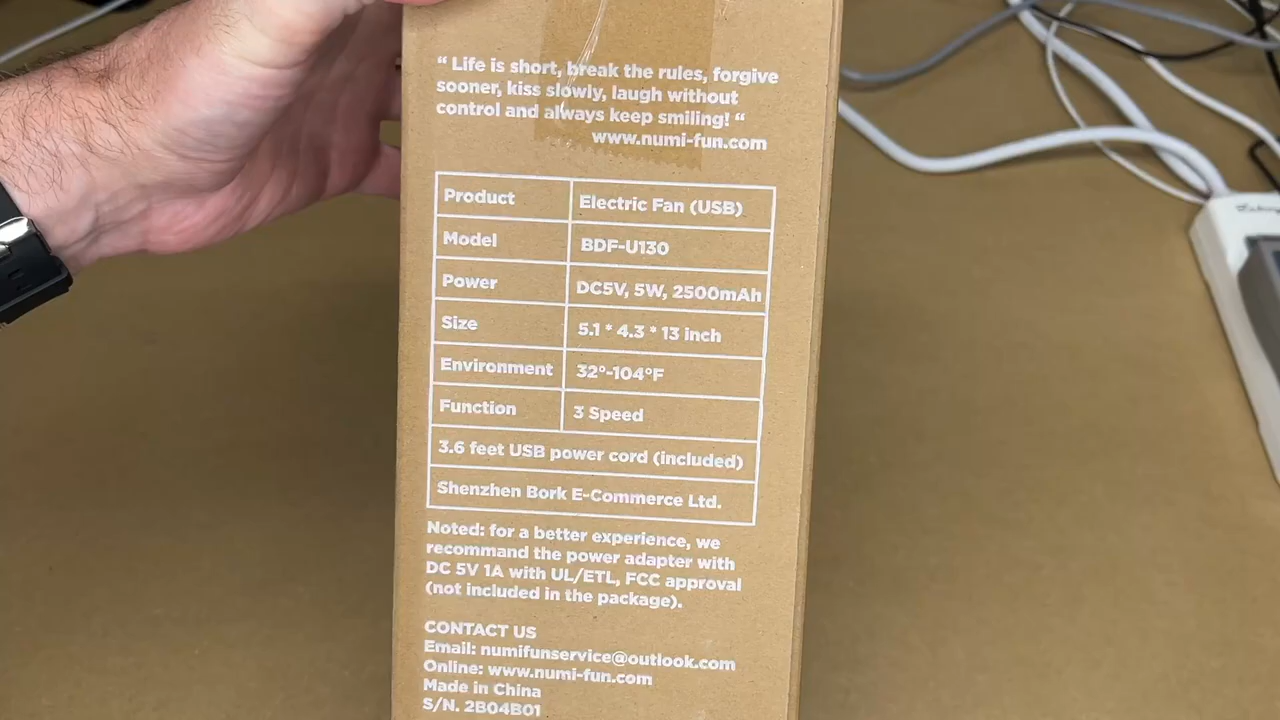 “ Life is short, break the rules, forgive
sooner, kiss slowly, laugh without
control and always keep smiling! “
www.numi-fun.com
Product Electric Fan (USB)
Model BDF-U130
Power DC5V, 5W, 2500mAh
Size 5.1 * 4.3 * 13 inch
Environment 32°-104°F
Function 3 Speed
3.6 feet USB power cord (included)
Shenzhen Bork E-Commerce Ltd.
Noted: for a better experience, we
recommand the power adapter with
DC 5V 1A with UL/ETL, FCC approval
(not included in the package).
CONTACT US
Email: numifunservice@outlook.com
Online: www.numi-fun.com
Made in China
S/N. 2B04B01